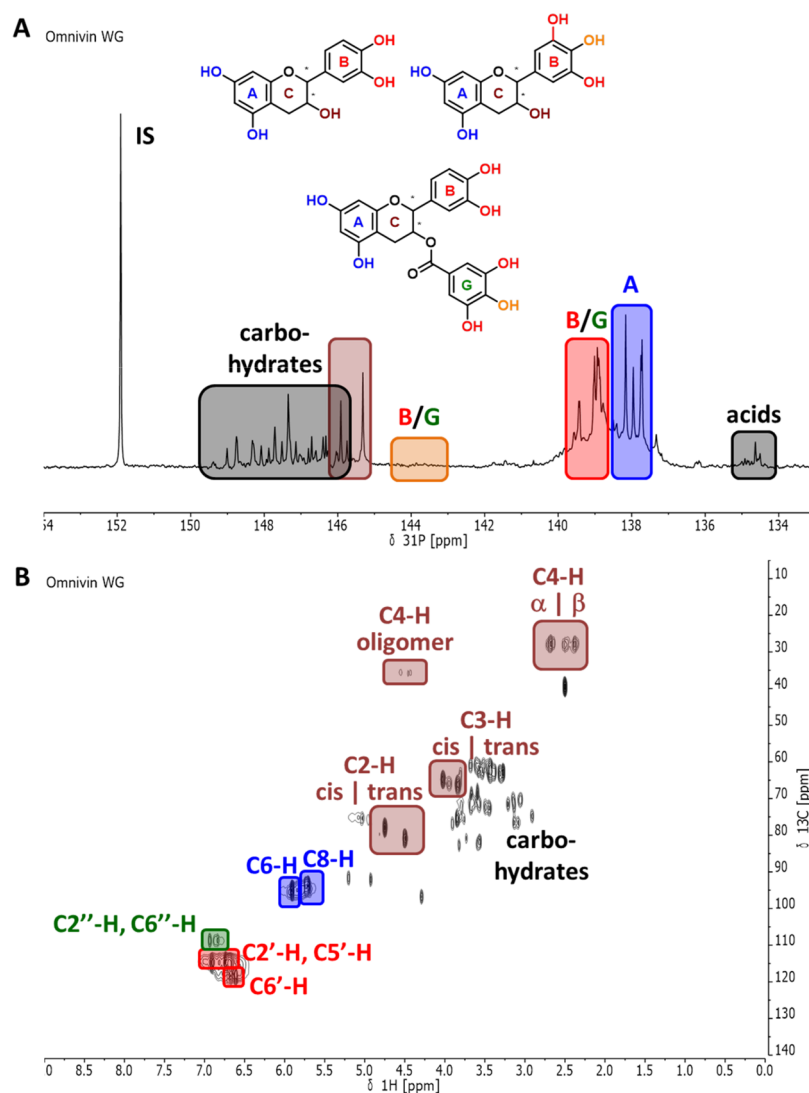 A
Omnivin WG
HO
O
*
B
OH
OH
A
C
*
OH
OH
HO
O
*
OH
B
OH
OH
A
C
*
OH
OH
IS
HO
O
*
B
OH
OH
A
C
*
OH
O
O
G
OH
OH
OH
carbo-
hydrates
B/G
B/G
A
acids
152 150 148 146 144 142 140 138 136 134
δ 31P [ppm]
B
Omnivin WG
C4-H
α | β
C4-H
oligomer
C3-H
cis | trans
C2-H
cis | trans
carbo-
hydrates
C6-H C8-H
C2''-H, C6''-H
C2'-H, C5'-H
C6'-H
10
20
30
40
50
60
70
80
90
100
110
120
130
140
δ 13C [ppm]
8.5 8.0 7.5 7.0 6.5 6.0 5.5 5.0 4.5 4.0 3.5 3.0 2.5 2.0 1.5 1.0 0.5 0.0
δ 1H [ppm]